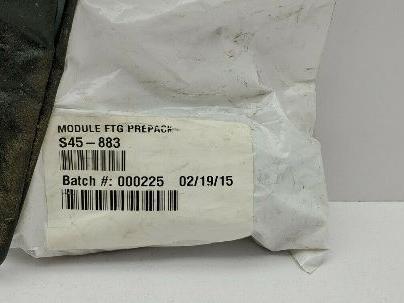 MODULE FTG PREPACK
S45-883
Batch #: 000225 02/19/15